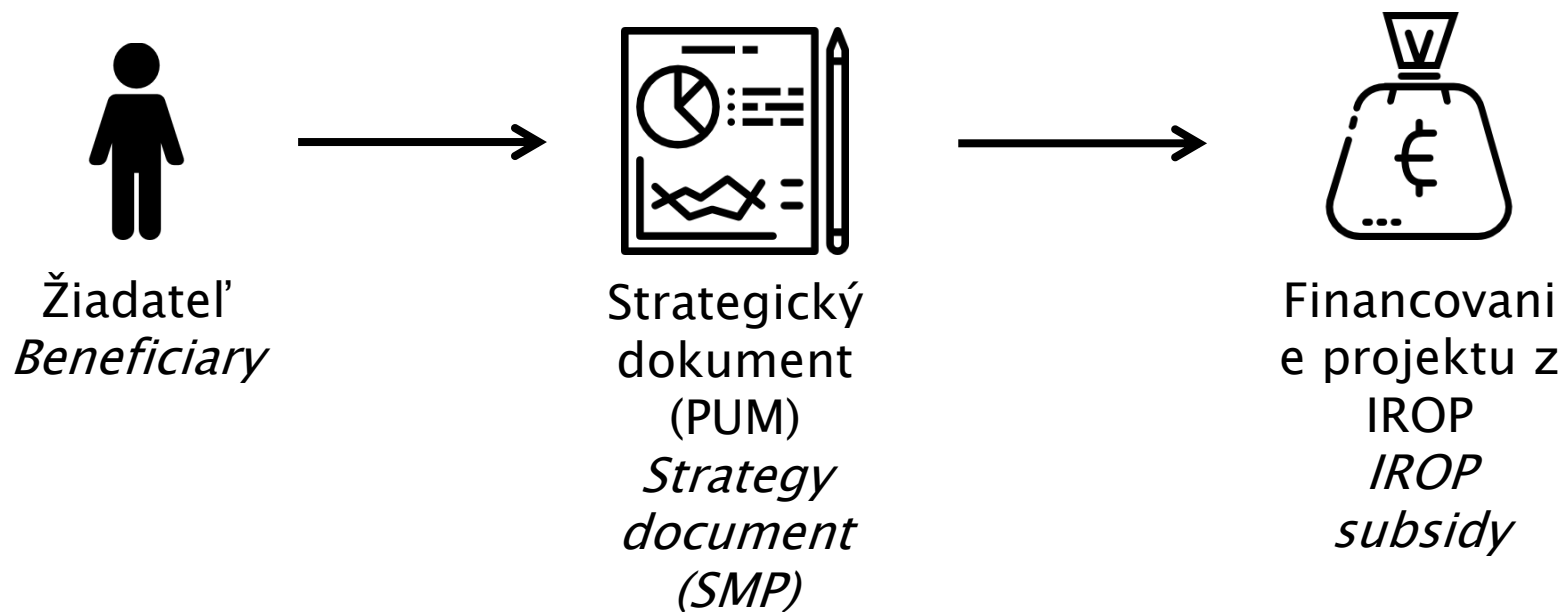 Žiadateľ
Beneficiary
Strategický
dokument
(PUM)
Strategy
document
(SMP)
Financovani
e projektu z
IROP
IROP
subsidy